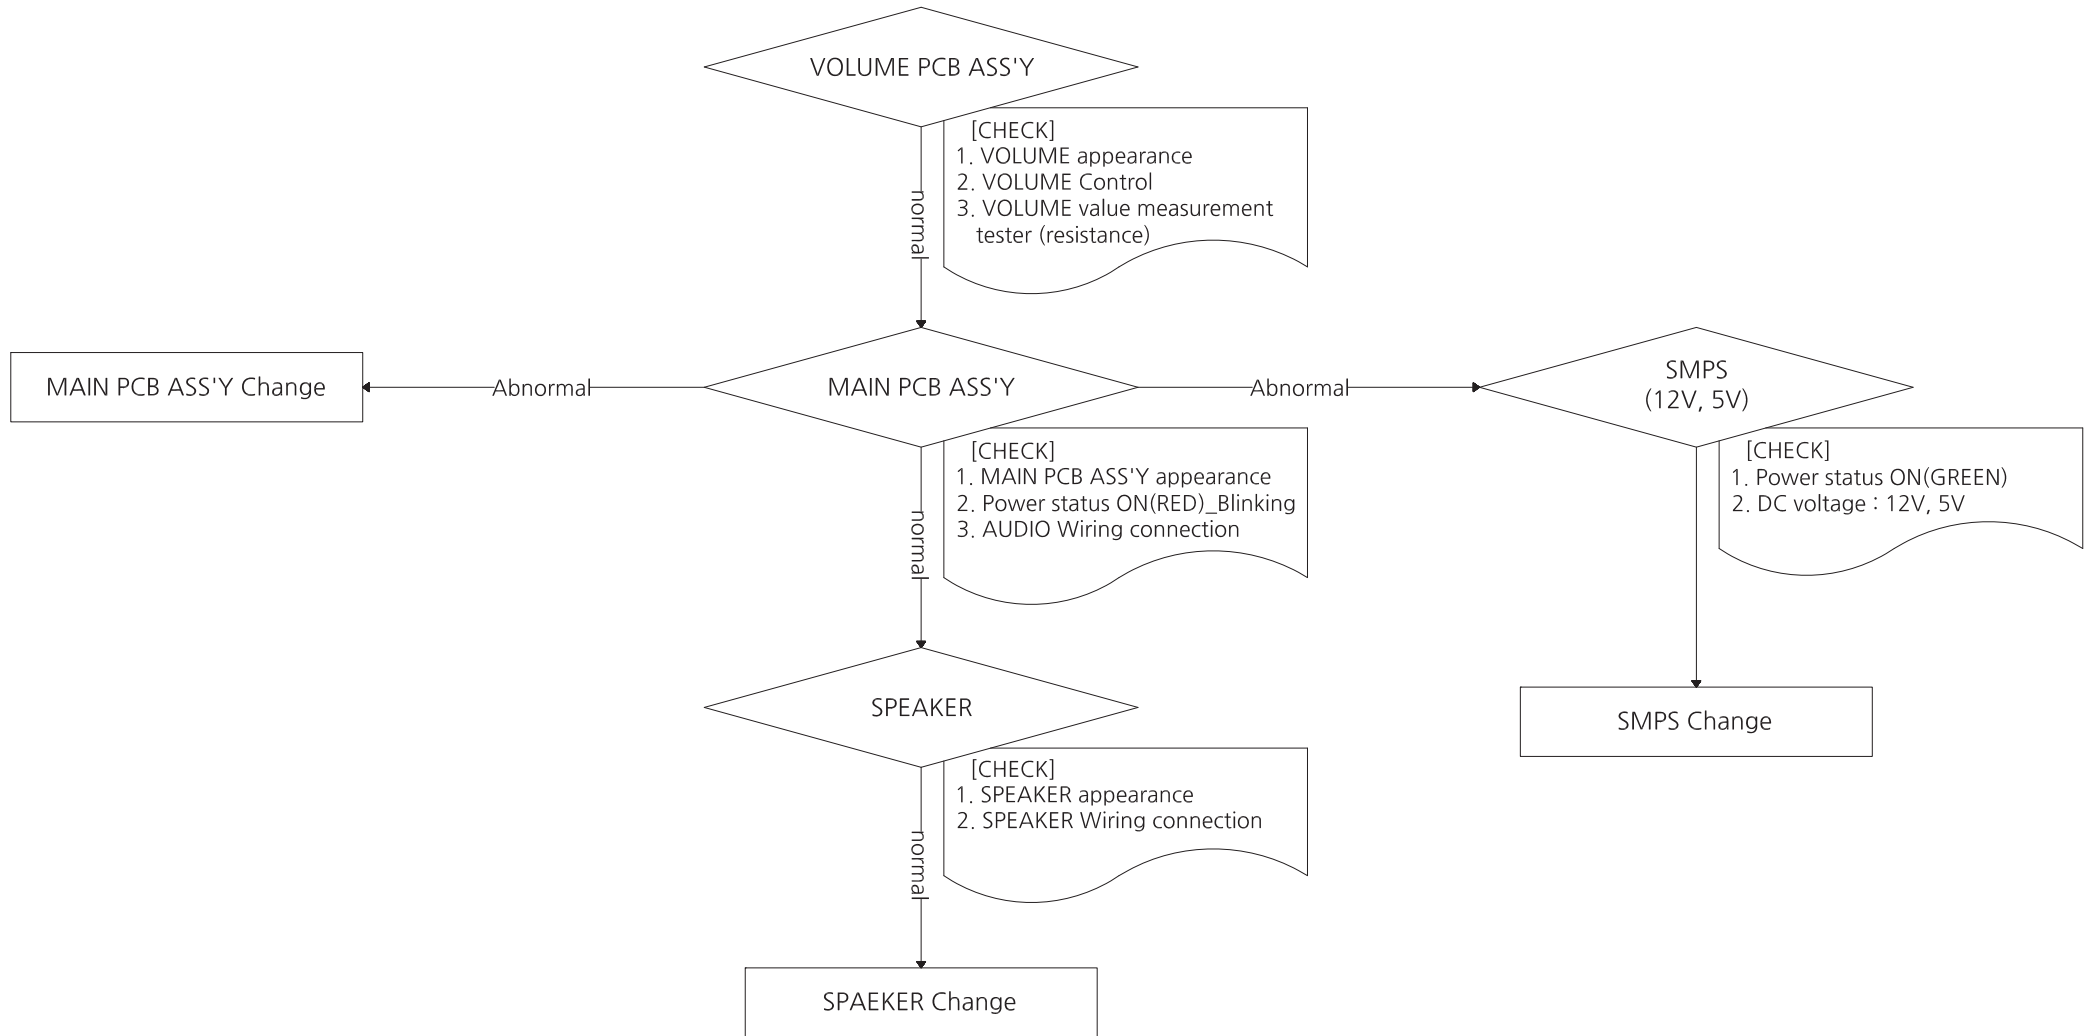 VOLUME PCB ASS'Y
[CHECK]
1. VOLUME appearance
2. VOLUME Control
3. VOLUME value measurement
tester (resistance)
normal
MAIN PCB ASS'Y Change
Abnormal
MAIN PCB ASS'Y
Abnormal
SMPS
(12V, 5V)
[CHECK]
1. MAIN PCB ASS'Y appearance
2. Power status ON(RED)_Blinking
3. AUDIO Wiring connection
[CHECK]
1. Power status ON(GREEN)
2. DC voltage : 12V, 5V
normal
SPEAKER
SMPS Change
[CHECK]
1. SPEAKER appearance
2. SPEAKER Wiring connection
normal
SPAEKER Change